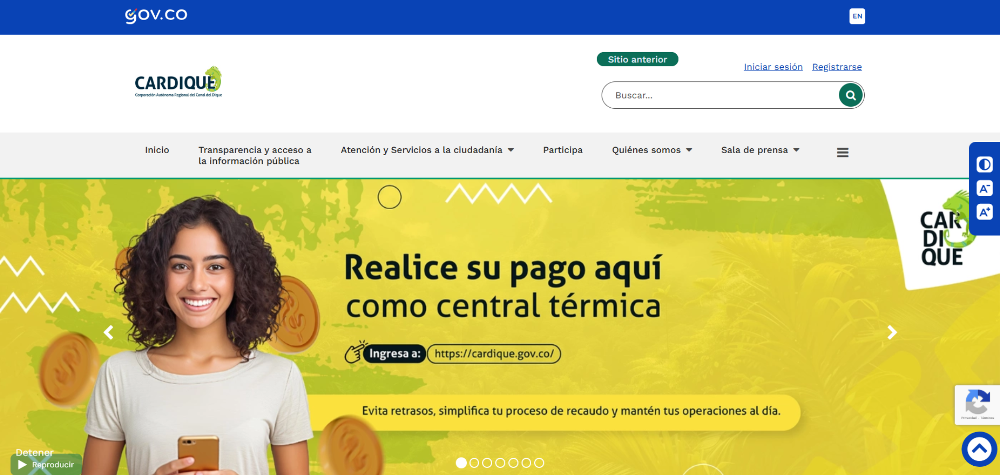 GOV.CO
EN
Sitio anterior
Iniciar sesión Registrarse
CARDIQUE
Corporación Autónoma Regional del Canal del Dique
Buscar...
Inicio
Transparencia y acceso a
la información pública
Atención y Servicios a la ciudadanía
Participa
Quiénes somos
Sala de prensa
A-
A+
CAR
DI
QUE
Realice su pago aquí
como central térmica
Ingresa a: https://cardique.gov.co/
Evita retrasos, simplifica tu proceso de recaudo y mantén tus operaciones al día.
Privacidad - Términos
Detener
Reproducir